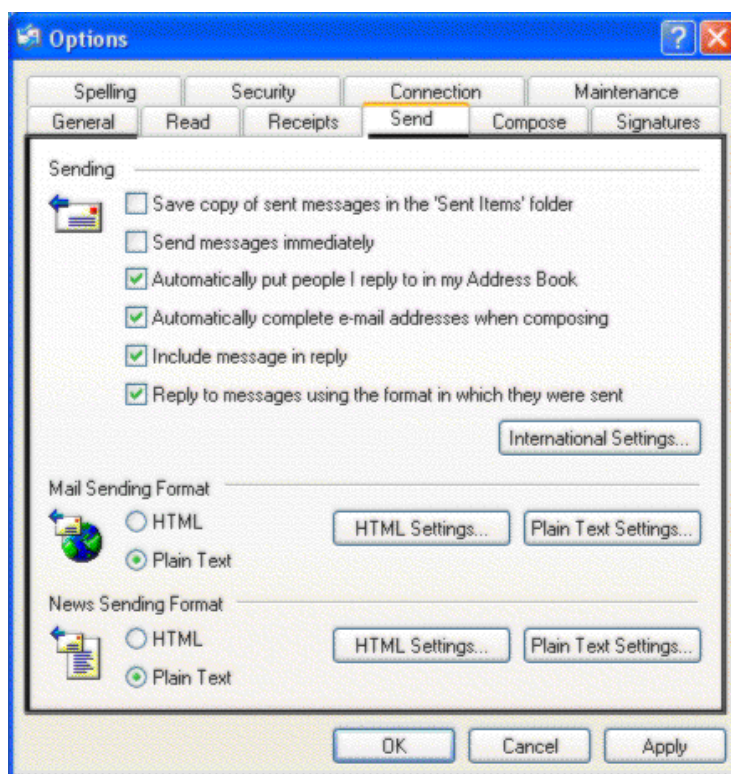 Options
Spelling Security Connection Maintenance
General Read Receipts Send Compose Signatures
Sending
Save copy of sent messages in the 'Sent Items' folder
Send messages immediately
Automatically put people I reply to in my Address Book
Automatically complete e-mail addresses when composing
Include message in reply
Reply to messages using the format in which they were sent
International Settings...
Mail Sending Format
HTML HTML Settings... Plain Text Settings...
Plain Text
News Sending Format
HTML HTML Settings... Plain Text Settings...
Plain Text
OK Cancel Apply